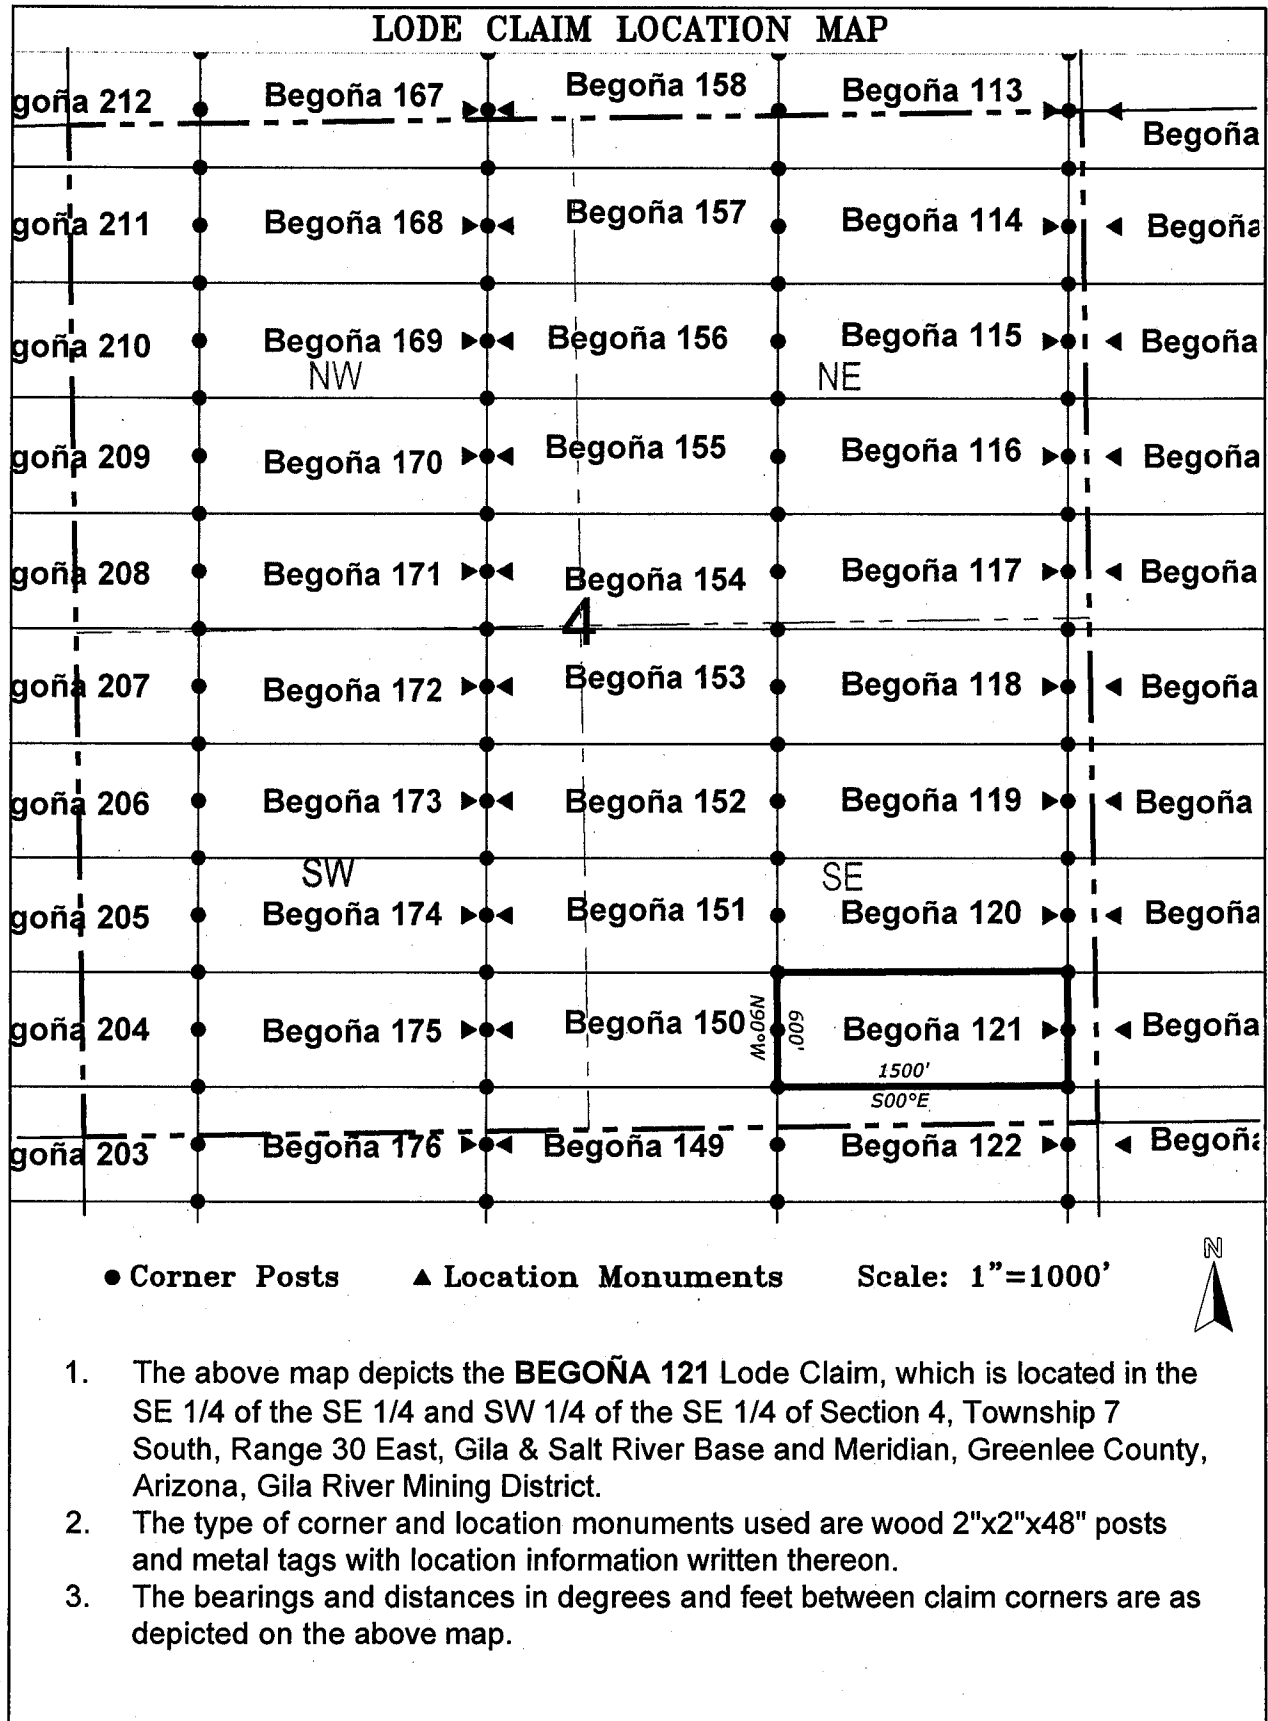 LODE CLAIM LOCATION MAP
goña 212 Begoña 167 Begoña 158 Begoña 113 Begoña
goña 211 Begoña 168 Begoña 157 Begoña 114 Begoña
goña 210 Begoña 169 Begoña 156 Begoña 115 Begoña
NW NE
goña 209 Begoña 170 Begoña 155 Begoña 116 Begoña
goña 208 Begoña 171 Begoña 154 Begoña 117 Begoña
4
goña 207 Begoña 172 Begoña 153 Begoña 118 Begoña
goña 206 Begoña 173 Begoña 152 Begoña 119 Begoña
SW SE
goña 205 Begoña 174 Begoña 151 Begoña 120 Begoña
goña 204 Begoña 175 Begoña 150 N90°W 600' Begoña 121 Begoña
1500'
S00°E
goña 203 Begoña 176 Begoña 149 Begoña 122 Begoña
N
Corner Posts Location Monuments Scale: 1"=1000'
1. The above map depicts the BEGOÑA 121 Lode Claim, which is located in the
SE 1/4 of the SE 1/4 and SW 1/4 of the SE 1/4 of Section 4, Township 7
South, Range 30 East, Gila & Salt River Base and Meridian, Greenlee County,
Arizona, Gila River Mining District.
2. The type of corner and location monuments used are wood 2"x2"x48" posts
and metal tags with location information written thereon.
3. The bearings and distances in degrees and feet between claim corners are as
depicted on the above map.